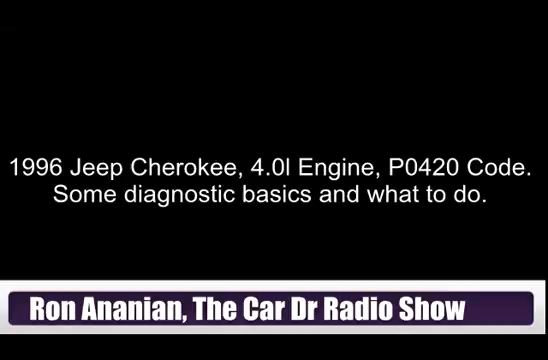 1996 Jeep Cherokee, 4.0l Engine, P0420 Code.
Some diagnostic basics and what to do.
Ron Ananian, The Car Dr Radio Show